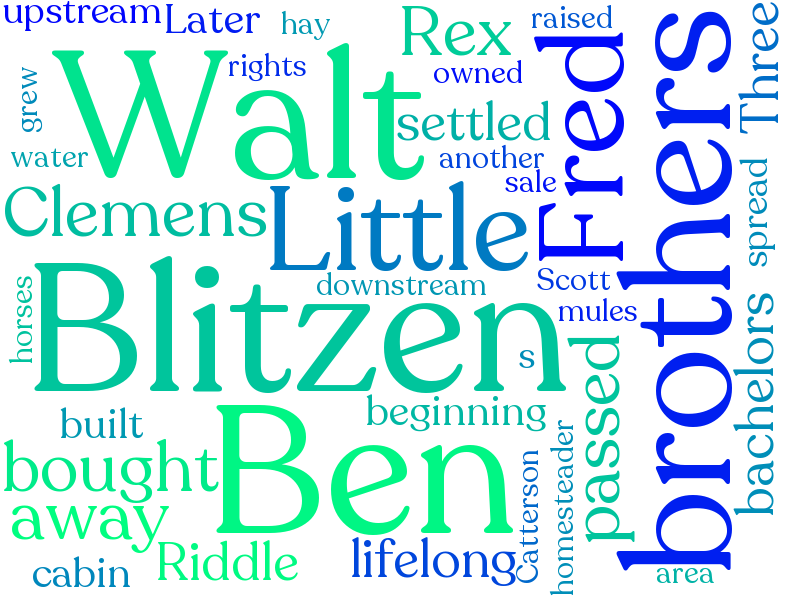 upstream
Later
hay
Rex
raised
Three
grew
Walt
rights
owned
Fred
brothers
settled
water
another
sale
spread
Clemens
Little
Scott
downstream
horses
Blitzen
mules
s
bachelors
passed
built
beginning
Ben
bought
away
Catterson
homesteader
cabin
Riddle
lifelong
area